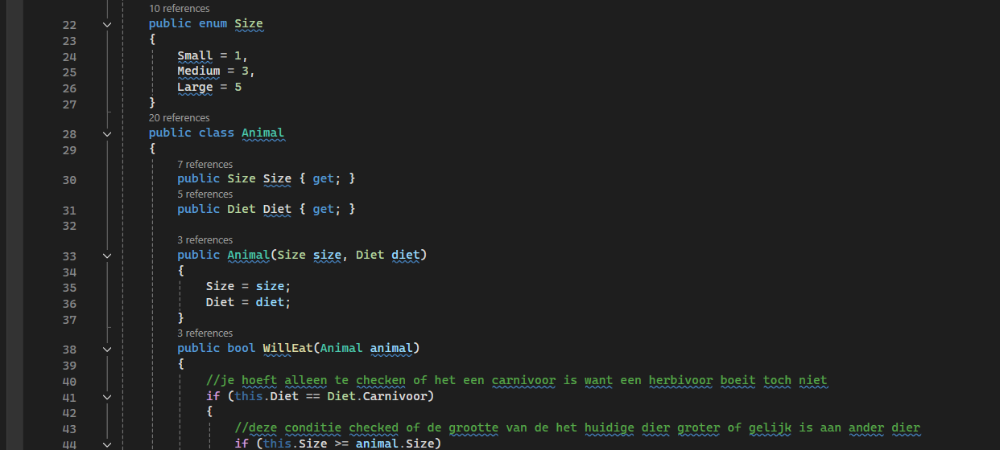 10 references
22 public enum Size
23 {
24 Small = 1,
25 Medium = 3,
26 Large = 5
27 }
20 references
28 public class Animal
29 {
7 references
30 public Size Size { get; }
5 references
31 public Diet Diet { get; }
32
3 references
33 public Animal(Size size, Diet diet)
34 {
35 Size = size;
36 Diet = diet;
37 }
3 references
38 public bool WillEat(Animal animal)
39 {
40 //je hoeft alleen te checken of het een carnivoor is want een herbivoor boeit toch niet
41 if (this.Diet == Diet.Carnivoor)
42 {
43 //deze conditie checked of de grootte van de het huidige dier groter of gelijk is aan ander dier
44 if (this.Size >= animal.Size)